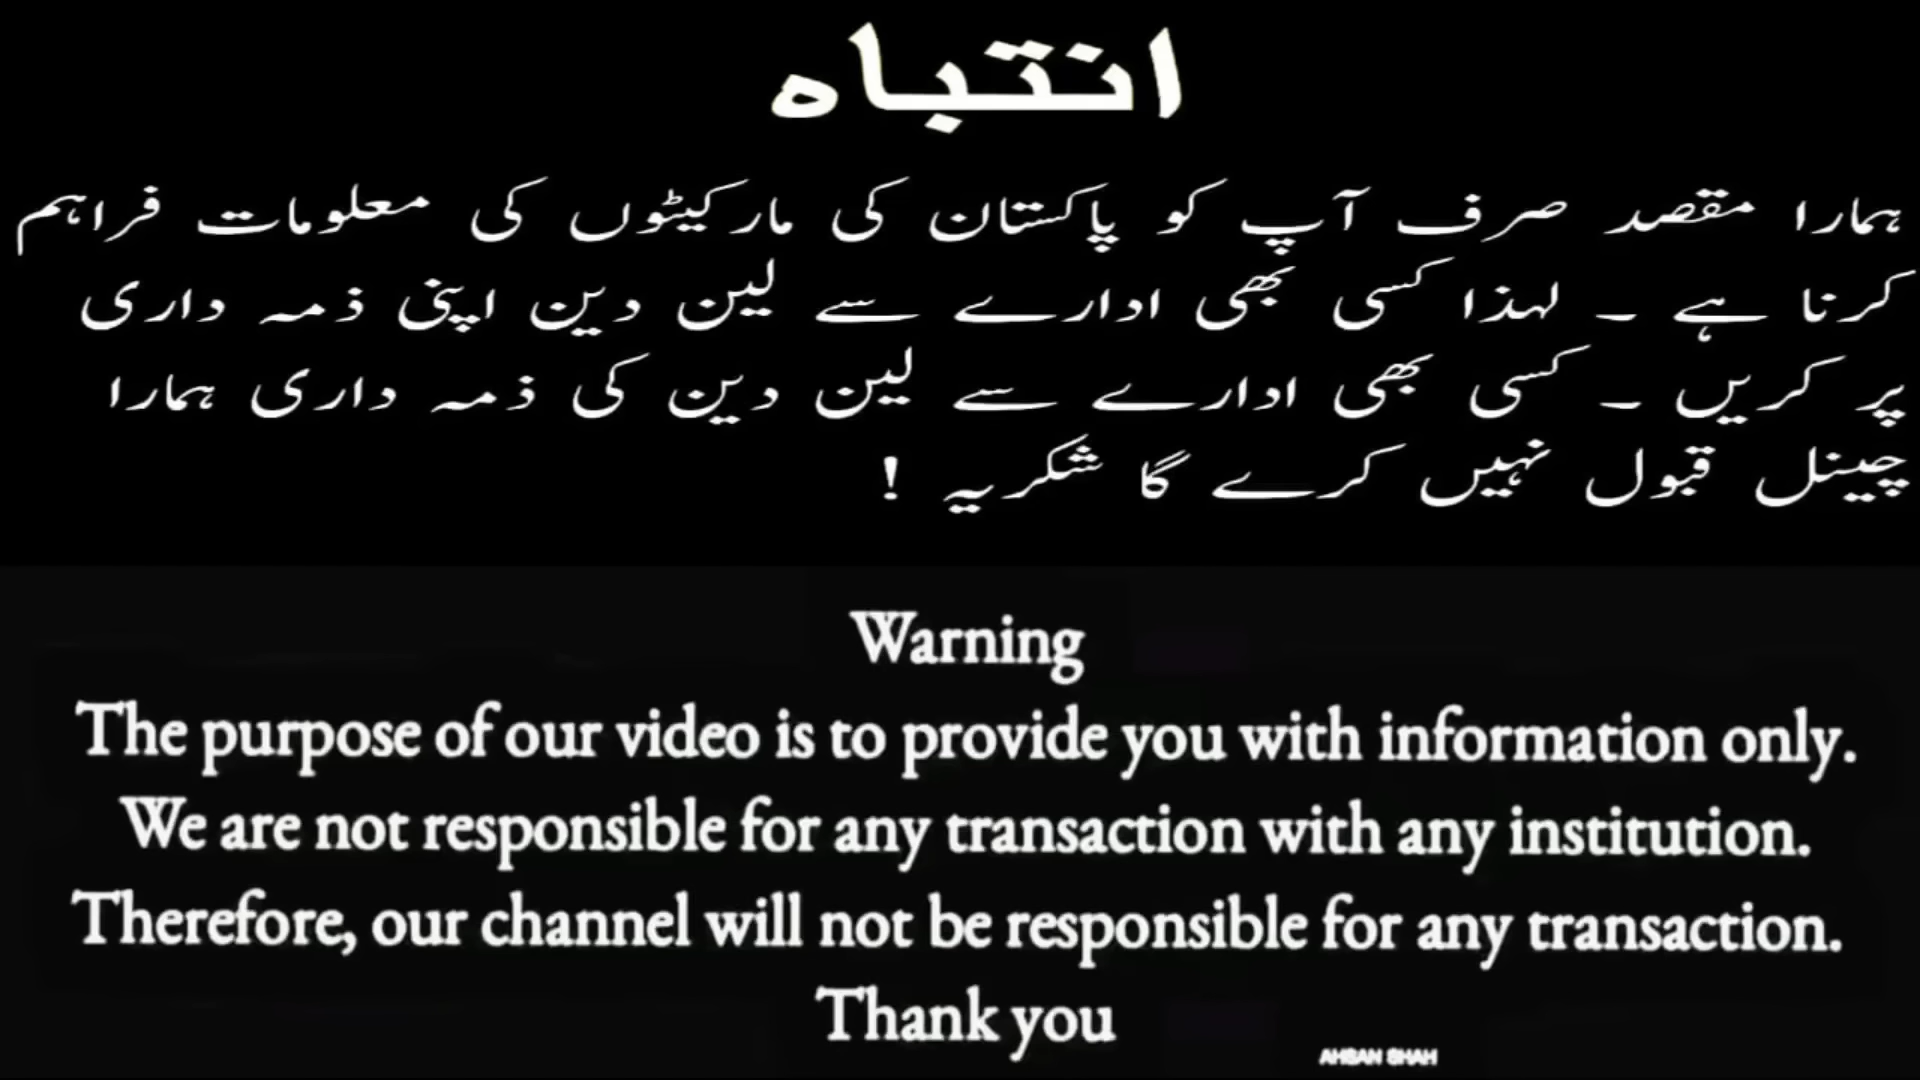 انتباہ
ہمارا مقصد صرف آپ کو پاکستان کی مارکیٹوں کی معلومات فراہم
کرنا ہے ۔ لہذا کسی بھی ادارے سے لین دین اپنی ذمہ داری
پر کریں ۔ کسی بھی ادارے سے لین دین کی ذمہ داری ہمارا
چینل قبول نہیں کرے گا شکریہ !
Warning
The purpose of our video is to provide you with information only.
We are not responsible for any transaction with any institution.
Therefore, our channel will not be responsible for any transaction.
Thank you
AHSAN SHAH